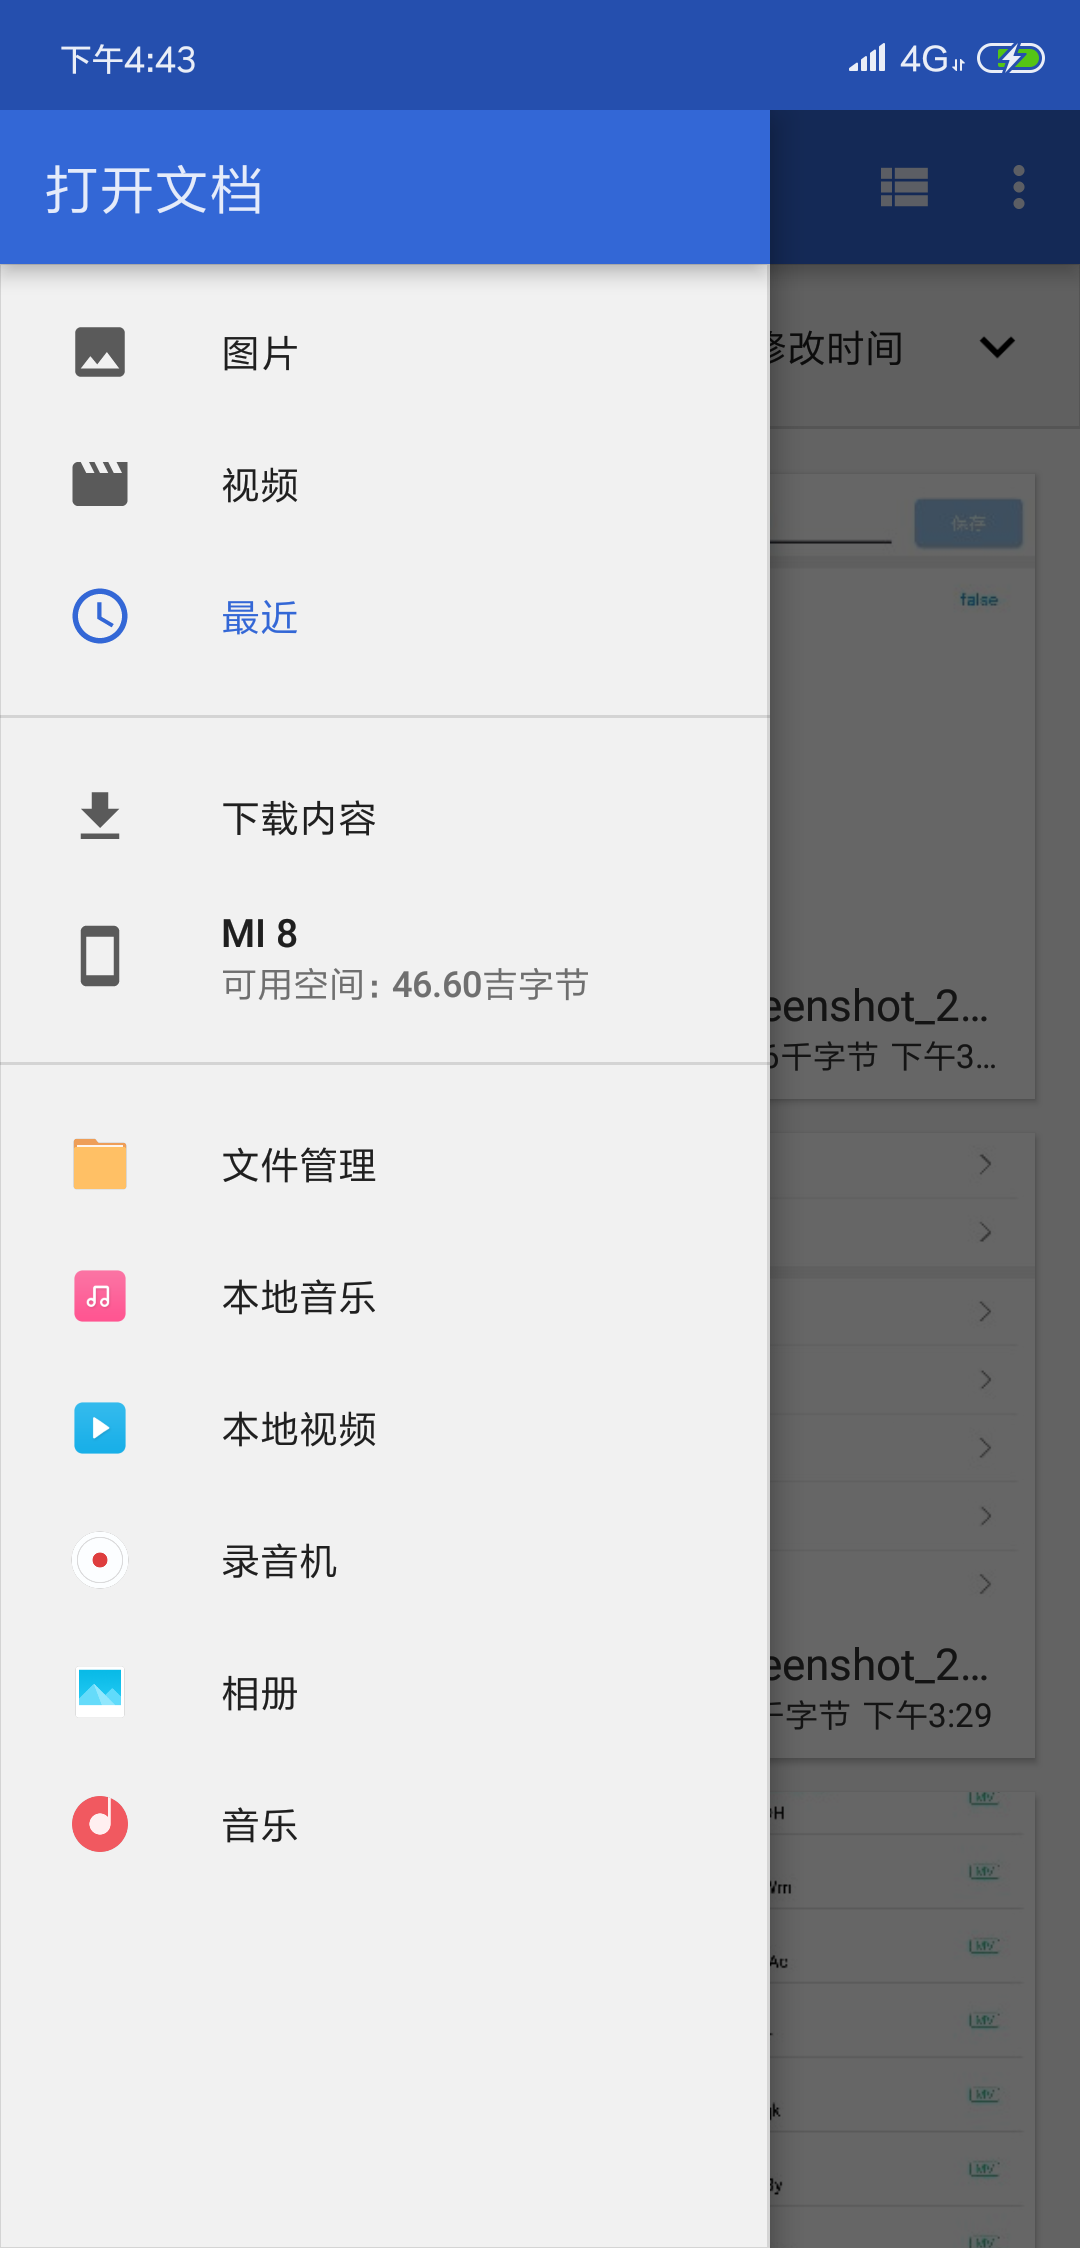 下午4:43
4G
打开文档
改时间
图片
视频
保存
最近
false
下载内容
MI 8
可用空间: 46.60吉字节
eenshot_2...
6千字节 下午3...
文件管理
本地音乐
本地视频
录音机
eenshot_2...
千字节 下午3:29
相册
音乐
Ac